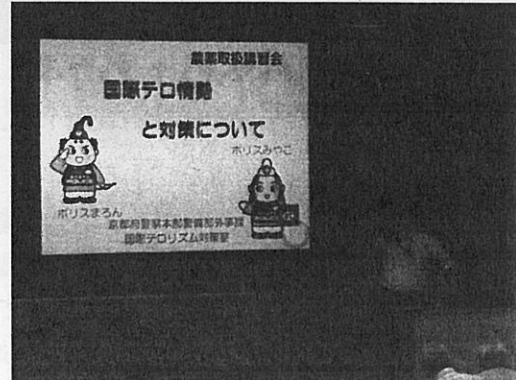 農薬取扱講習会
国際テロ情勢
と対策について
ポリスみやこ
ポリスまろん
京都府警察本部警備部外事課
国際テロリズム対策室